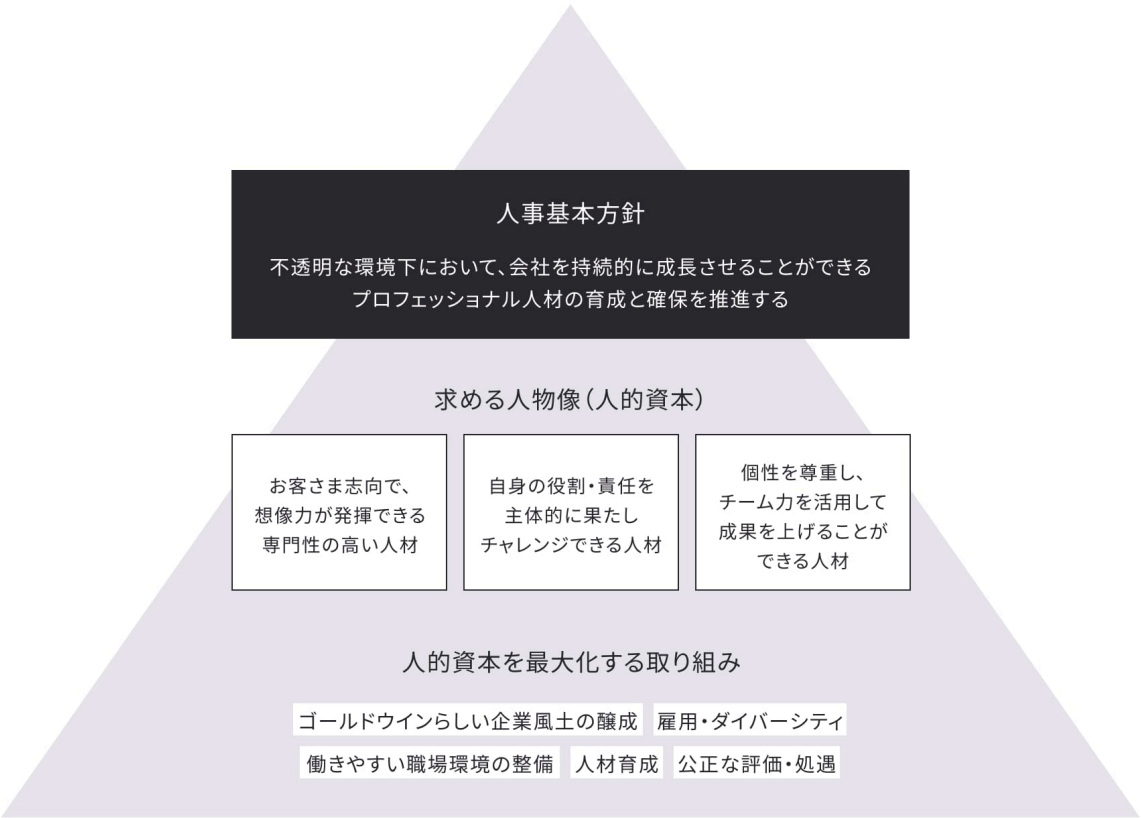 人事基本方針
不透明な環境下において、会社を持続的に成長させることができる
プロフェッショナル人材の育成と確保を推進する
求める人物像（人的資本）
お客さま志向で、
想像力が発揮できる
専門性の高い人材
自身の役割・責任を
主体的に果たし
チャレンジできる人材
個性を尊重し、
チーム力を活用して
成果を上げることが
できる人材
人的資本を最大化する取り組み
ゴールドウインらしい企業風土の醸成 雇用・ダイバーシティ
働きやすい職場環境の整備 人材育成 公正な評価・処遇